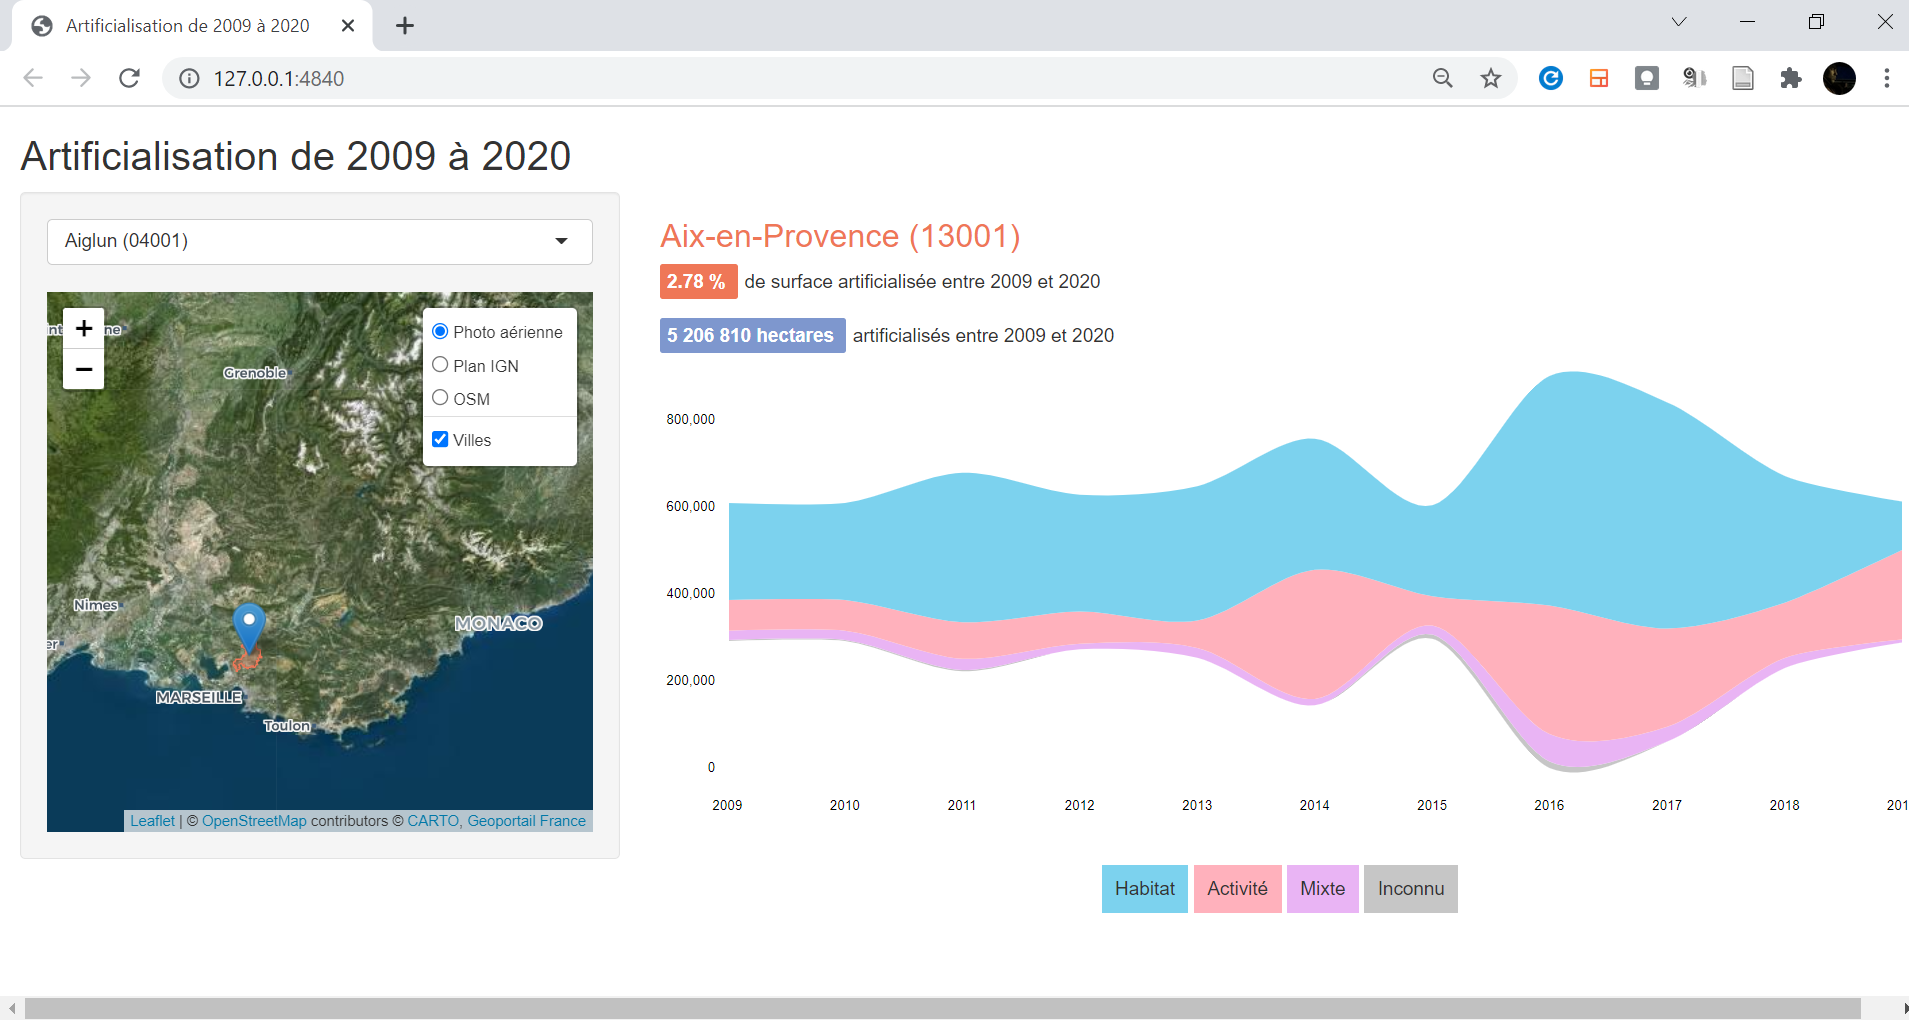 Artificialisation de 2009 à 2020
127.0.0.1:4840
Artificialisation de 2009 à 2020
Aiglun (04001)
+
−
Photo aérienne
Plan IGN
OSM
Villes
Grenoble
Nimes
MONACO
MARSEILLE
Toulon
Leaflet | © OpenStreetMap contributors © CARTO, Geoportail France
Aix-en-Provence (13001)
2.78 % de surface artificialisée entre 2009 et 2020
5 206 810 hectares artificialisés entre 2009 et 2020
800,000
600,000
400,000
200,000
0
2009 2010 2011 2012 2013 2014 2015 2016 2017 2018 201
Habitat Activité Mixte Inconnu